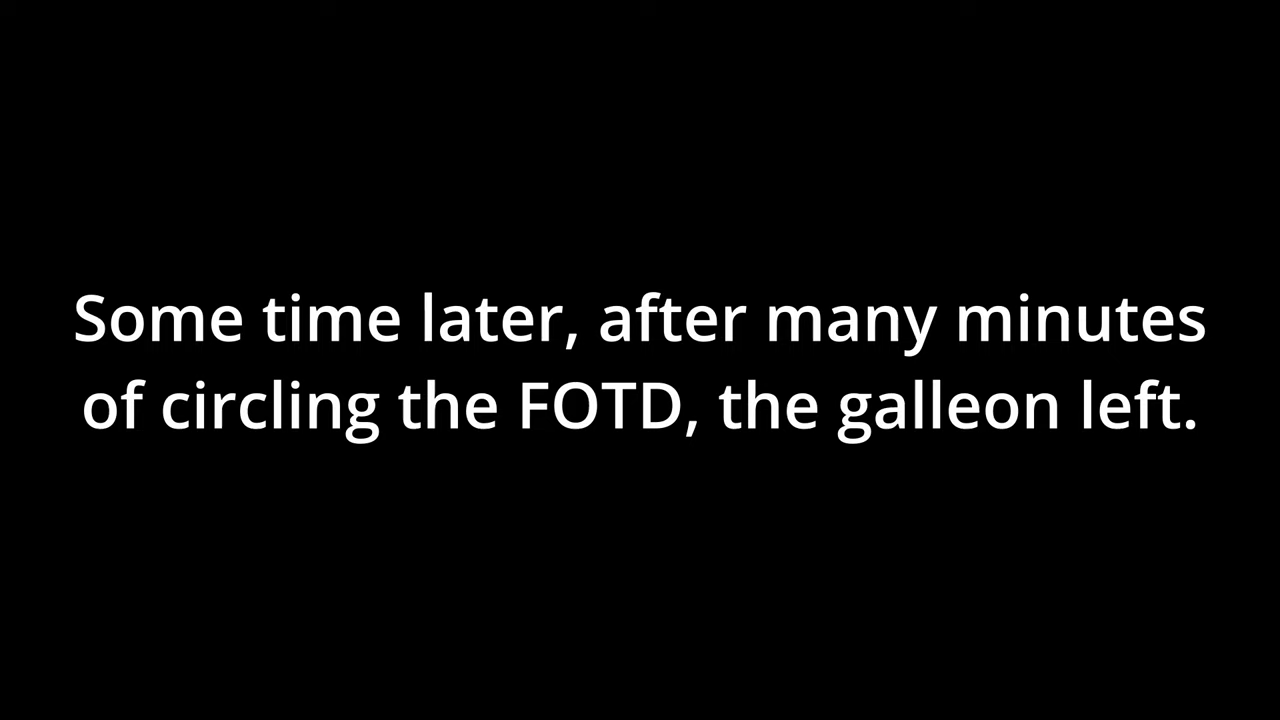 Some time later, after many minutes
of circling the FOTD, the galleon left.